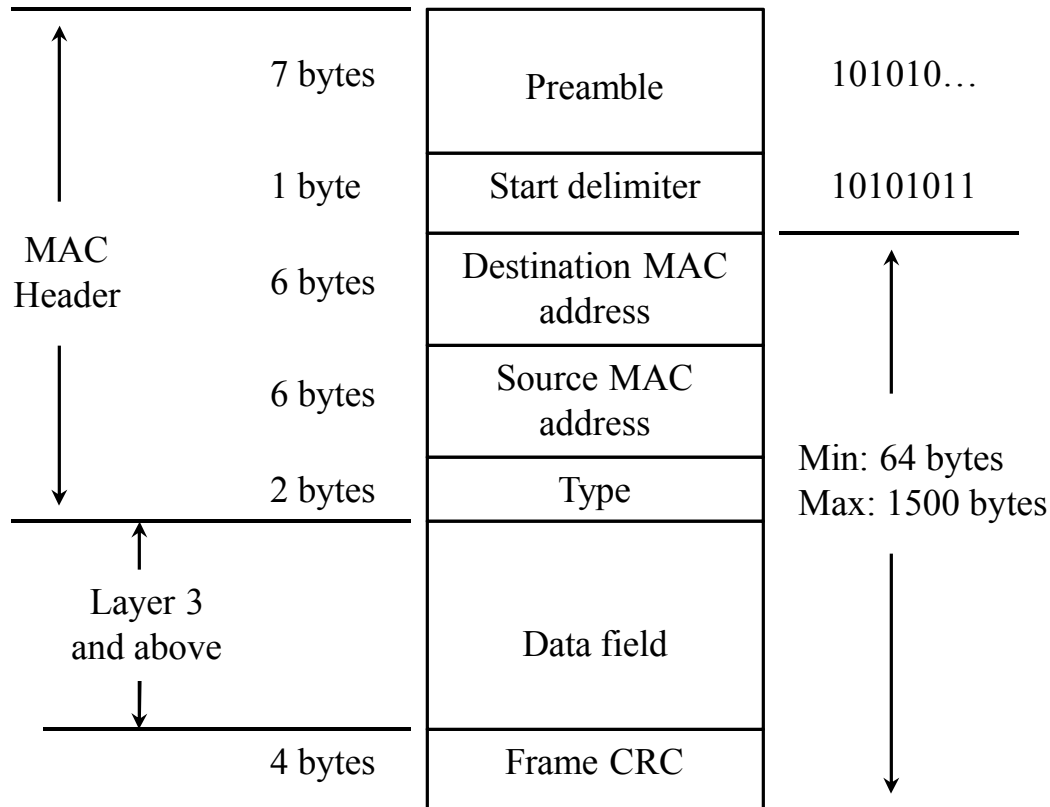 7 bytes
Preamble
101010…
1 byte
Start delimiter
10101011
MAC
Header
6 bytes
Destination MAC
address
6 bytes
Source MAC
address
2 bytes
Type
Min: 64 bytes
Max: 1500 bytes
Layer 3
and above
Data field
4 bytes
Frame CRC